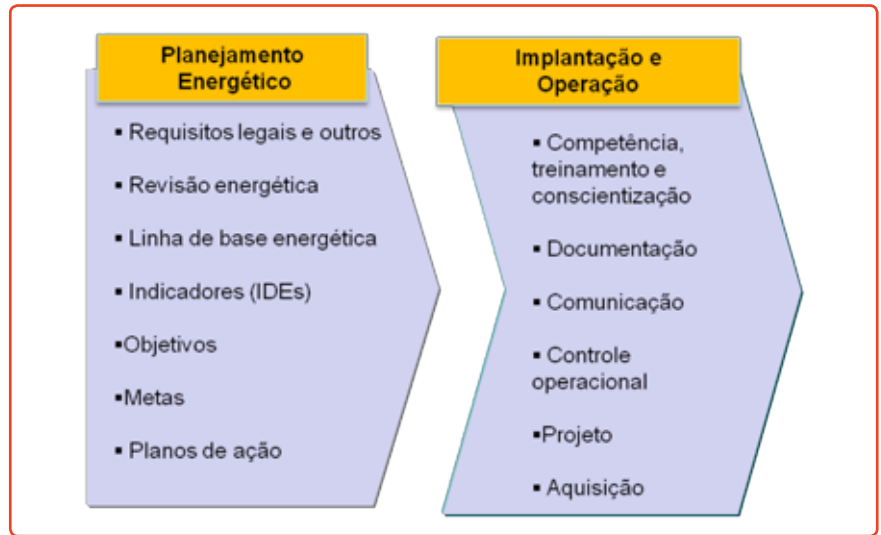 Planejamento
Energético
▪ Requisitos legais e outros
▪ Revisão energética
▪ Linha de base energética
▪ Indicadores (IDEs)
▪Objetivos
▪Metas
▪ Planos de ação
Implantação e
Operação
▪ Competência,
treinamento e
conscientização
▪ Documentação
▪ Comunicação
▪ Controle
operacional
▪Projeto
▪ Aquisição